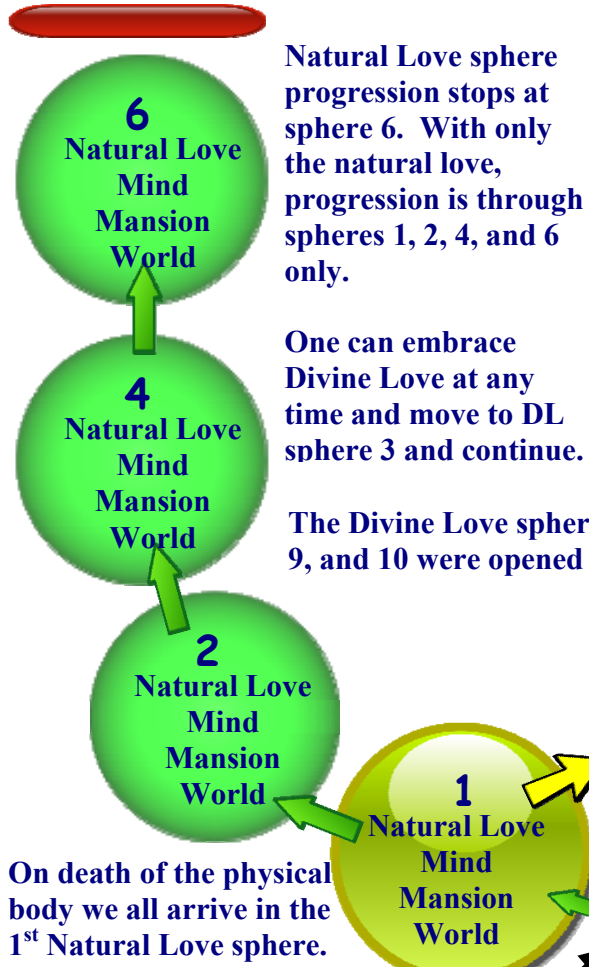 Natural Love sphere
progression stops at
sphere 6. With only
the natural love,
progression is through
spheres 1, 2, 4, and 6
only.
6
Natural Love
Mind
Mansion
World
One can embrace
Divine Love at any
time and move to DL
sphere 3 and continue.
4
Natural Love
Mind
Mansion
World
The Divine Love spher
9, and 10 were opened
2
Natural Love
Mind
Mansion
World
1
Natural Love
Mind
Mansion
World
On death of the physical
body we all arrive in the
1st Natural Love sphere.